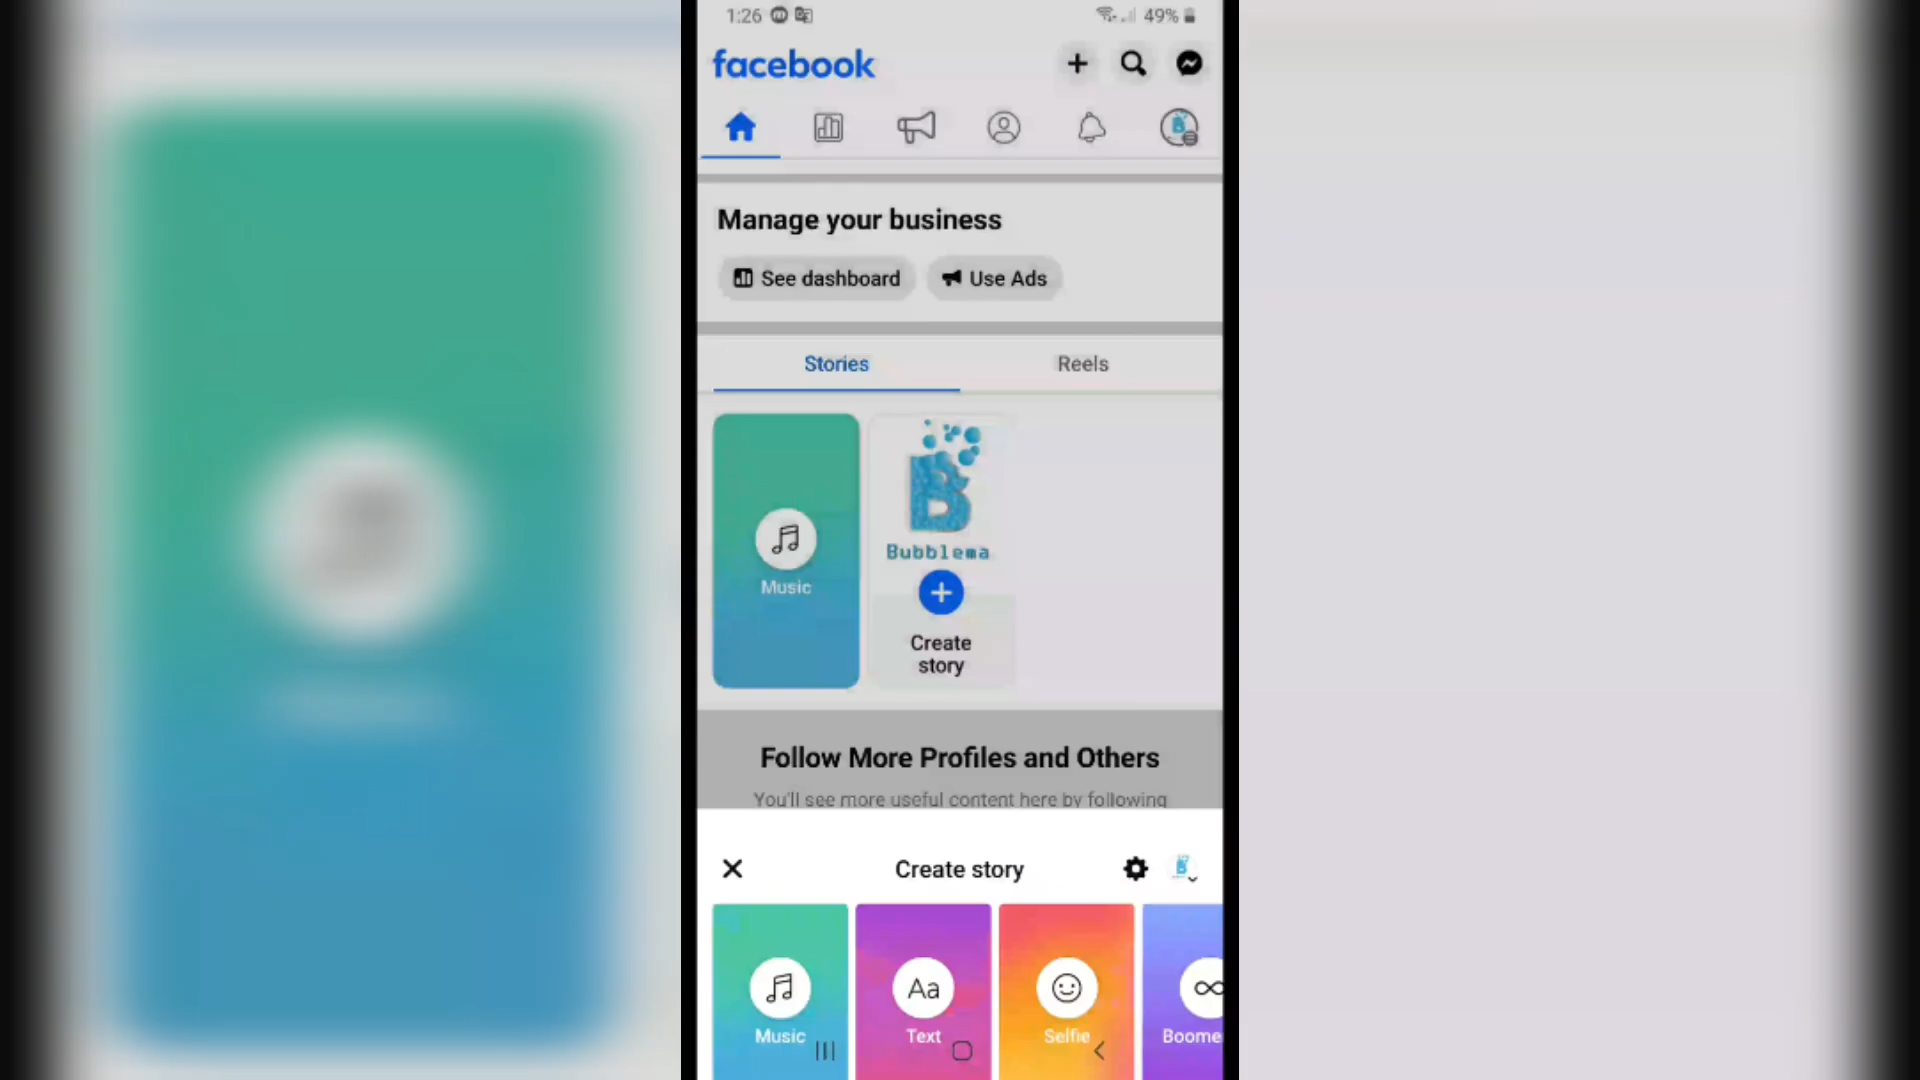 1:26
49%
facebook
Manage your business
See dashboard
Use Ads
Stories
Reels
Music
Bubblema
Create
story
Follow More Profiles and Others
You'll see more useful content here by following
Create story
Aa
Music
Text
Selfie
Boome